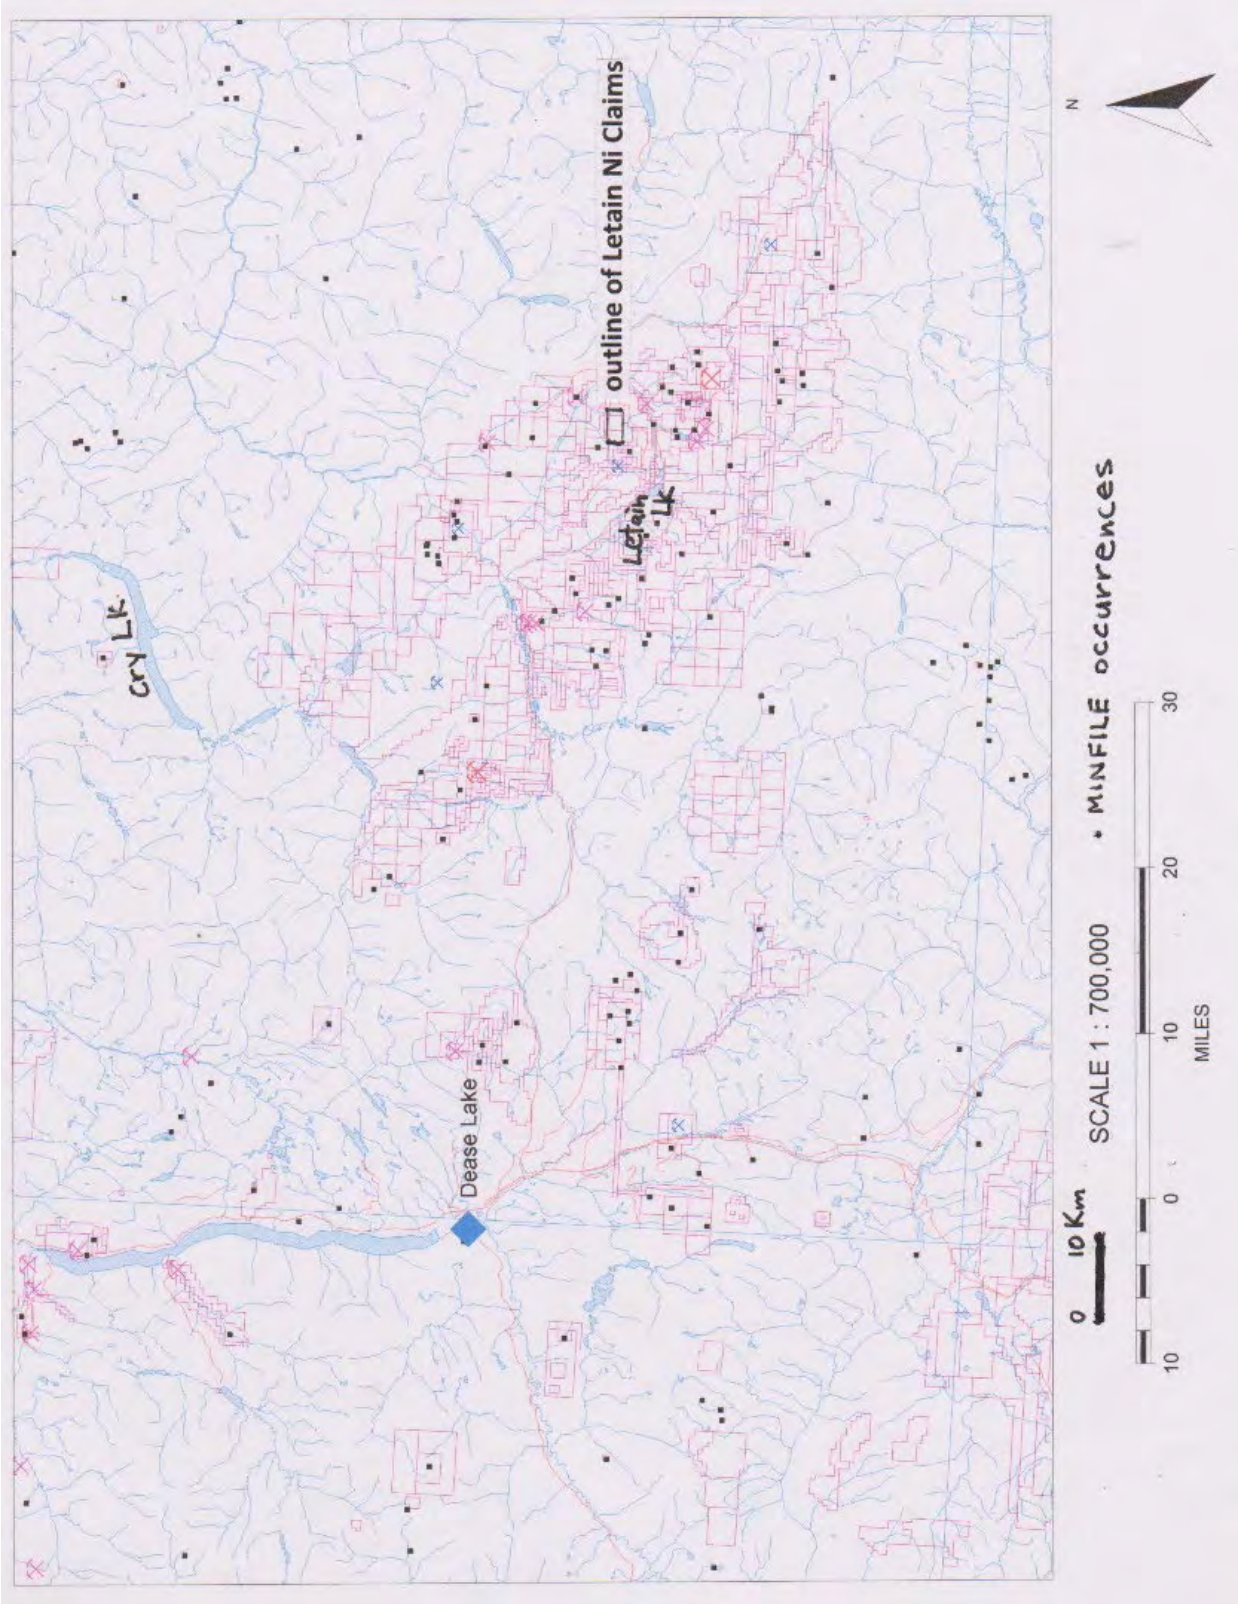 Cry LK.
outline of Letain Ni Claims
Letain
LK
Dease Lake
N
0 10 Km
SCALE 1 : 700,000
• MINFILE occurrences
10 0 10 20 30
MILES